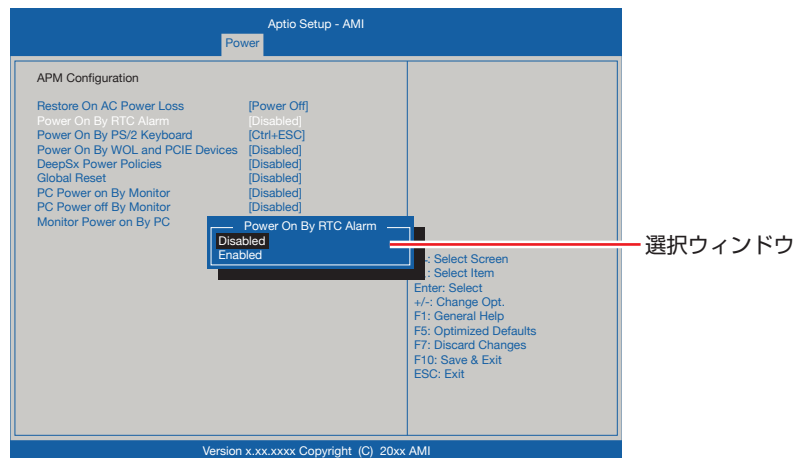 Aptio Setup - AMI
Power
APM Configuration
Restore On AC Power Loss [Power Off]
Power On By RTC Alarm [Disabled]
Power On By PS/2 Keyboard [Ctrl+ESC]
Power On By WOL and PCIE Devices [Disabled]
DeepSx Power Policies [Disabled]
Global Reset [Disabled]
PC Power on By Monitor [Disabled]
PC Power off By Monitor [Disabled]
Monitor Power on By PC
Power On By RTC Alarm
Disabled
Enabled
選択ウィンドウ
: Select Screen
: Select Item
Enter: Select
+/-: Change Opt.
F1: General Help
F5: Optimized Defaults
F7: Discard Changes
F10: Save & Exit
ESC: Exit
Version x.xx.xxxx Copyright (C) 20xx AMI